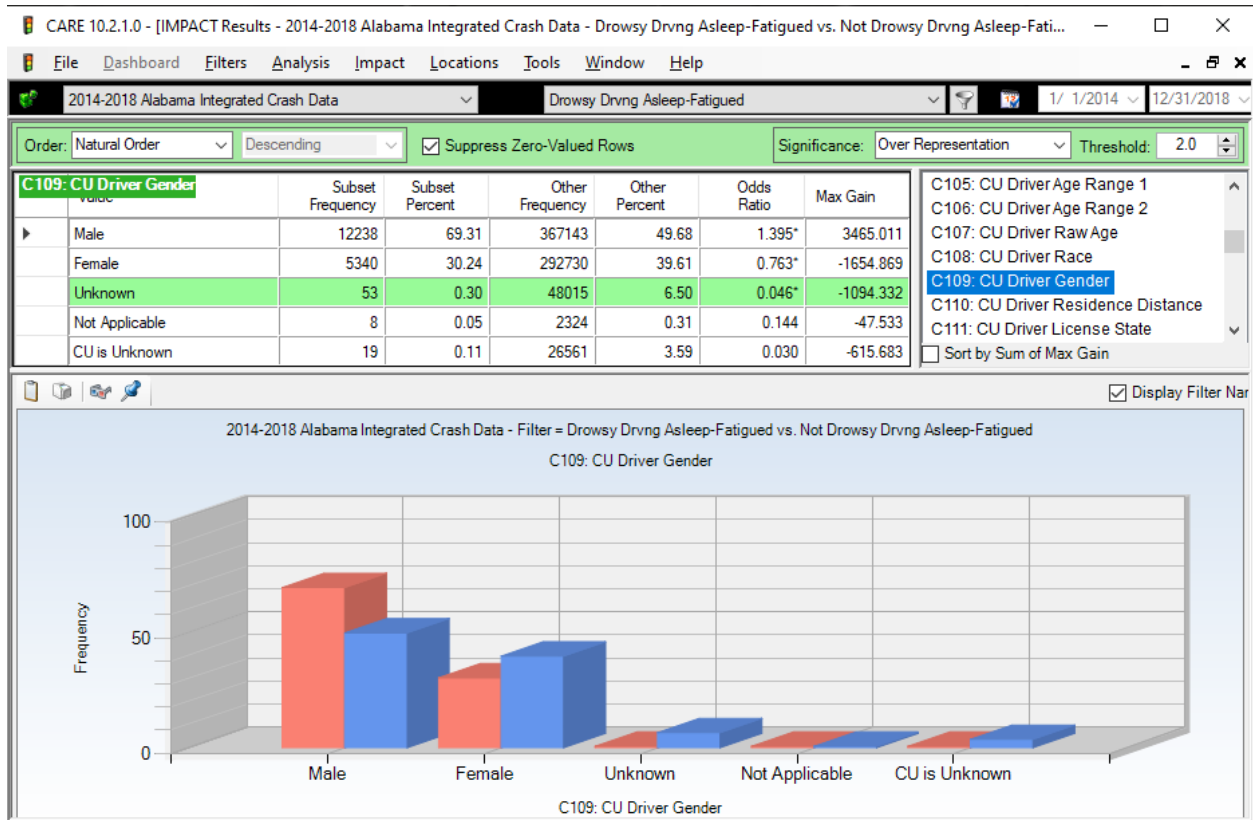 CARE 10.2.1.0 - [IMPACT Results - 2014-2018 Alabama Integrated Crash Data - Drowsy Drvng Asleep-Fatigued vs. Not Drowsy Drvng Asleep-Fati...
File Dashboard Filters Analysis Impact Locations Tools Window Help
2014-2018 Alabama Integrated Crash Data Drowsy Drvng Asleep-Fatigued 1/ 1/2014 12/31/2018
Order: Natural Order Descending Suppress Zero-Valued Rows Significance: Over Representation Threshold: 2.0
C109: CU Driver Gender
Value Subset Frequency Subset Percent Other Frequency Other Percent Odds Ratio Max Gain
Male 12238 69.31 367143 49.68 1.395* 3465.011
Female 5340 30.24 292730 39.61 0.763* -1654.869
Unknown 53 0.30 48015 6.50 0.046* -1094.332
Not Applicable 8 0.05 2324 0.31 0.144 -47.533
CU is Unknown 19 0.11 26561 3.59 0.030 -615.683
C105: CU Driver Age Range 1
C106: CU Driver Age Range 2
C107: CU Driver Raw Age
C108: CU Driver Race
C109: CU Driver Gender
C110: CU Driver Residence Distance
C111: CU Driver License State
Sort by Sum of Max Gain
Display Filter Nar
2014-2018 Alabama Integrated Crash Data - Filter = Drowsy Drvng Asleep-Fatigued vs. Not Drowsy Drvng Asleep-Fatigued
C109: CU Driver Gender
100
50
0
Frequency
Male Female Unknown Not Applicable CU is Unknown
C109: CU Driver Gender